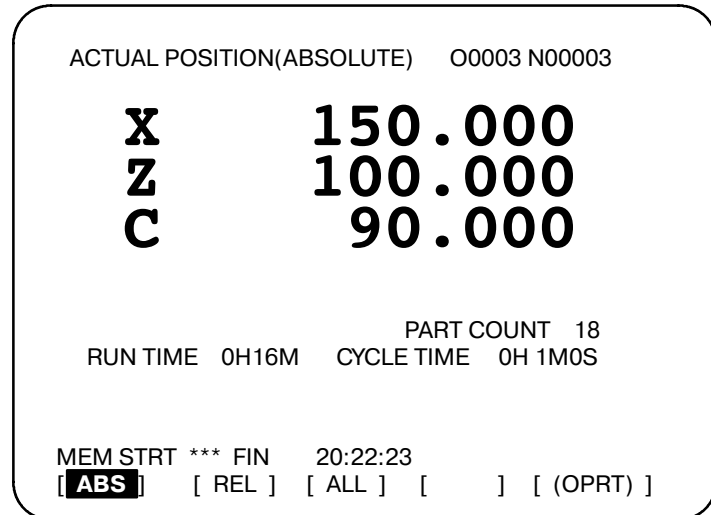 ACTUAL POSITION(ABSOLUTE) O0003 N00003
X 150.000
Z 100.000
C 90.000
PART COUNT 18
RUN TIME 0H16M CYCLE TIME 0H 1M0S
MEM STRT *** FIN 20:22:23
[ ABS ] [ REL ] [ ALL ] [ ] [ (OPRT) ]